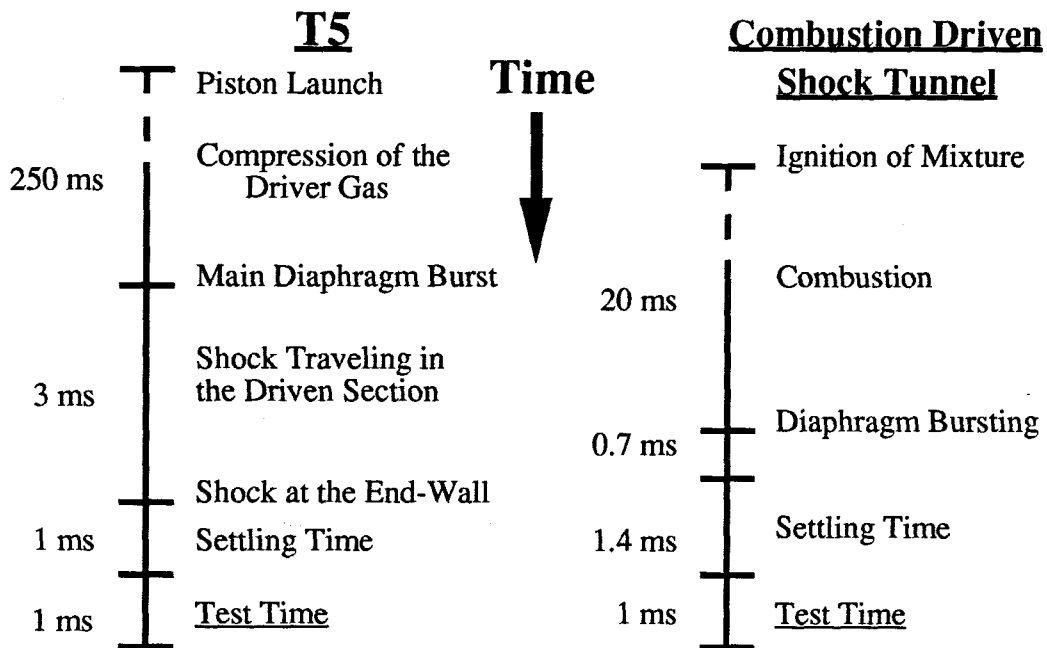 T5
Piston Launch
250 ms
Compression of the
Driver Gas
Main Diaphragm Burst
3 ms
Shock Traveling in
the Driven Section
Shock at the End-Wall
1 ms
Settling Time
1 ms
Test Time
Time
Combustion Driven
Shock Tunnel
Ignition of Mixture
20 ms
Combustion
Diaphragm Bursting
0.7 ms
1.4 ms
Settling Time
1 ms
Test Time